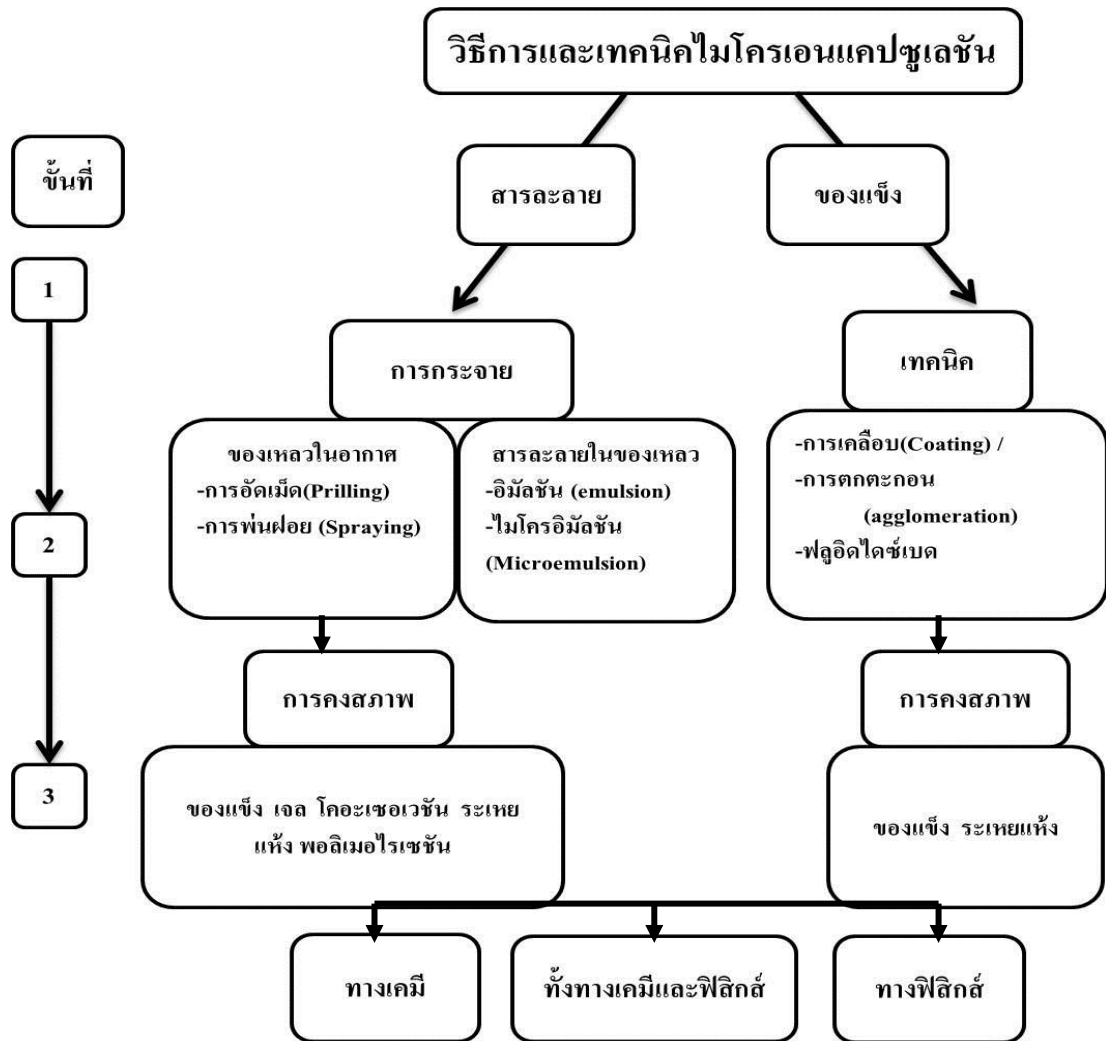 วิธีการและเทคนิคไมโครเอนแคปซูเลชัน
ขั้นที่
สารละลาย
ของแข็ง
1
การกระจาย
เทคนิค
ของเหลวในอากาศ
-การอัดเม็ด(Prilling)
-การพ่นฝอย (Spraying)
สารละลายในของเหลว
-อิมัลชัน (emulsion)
-ไมโครอิมัลชัน
(Microemulsion)
-การเคลือบ(Coating) /
-การตกตะกอน
(agglomeration)
-ฟลูอิดไดซ์เบด
2
การคงสภาพ
การคงสภาพ
3
ของแข็ง เจล โคอะเซอเวชัน ระเหย
แห้ง พอลิเมอไรเซชัน
ของแข็ง ระเหยแห้ง
ทางเคมี
ทั้งทางเคมีและฟิสิกส์
ทางฟิสิกส์